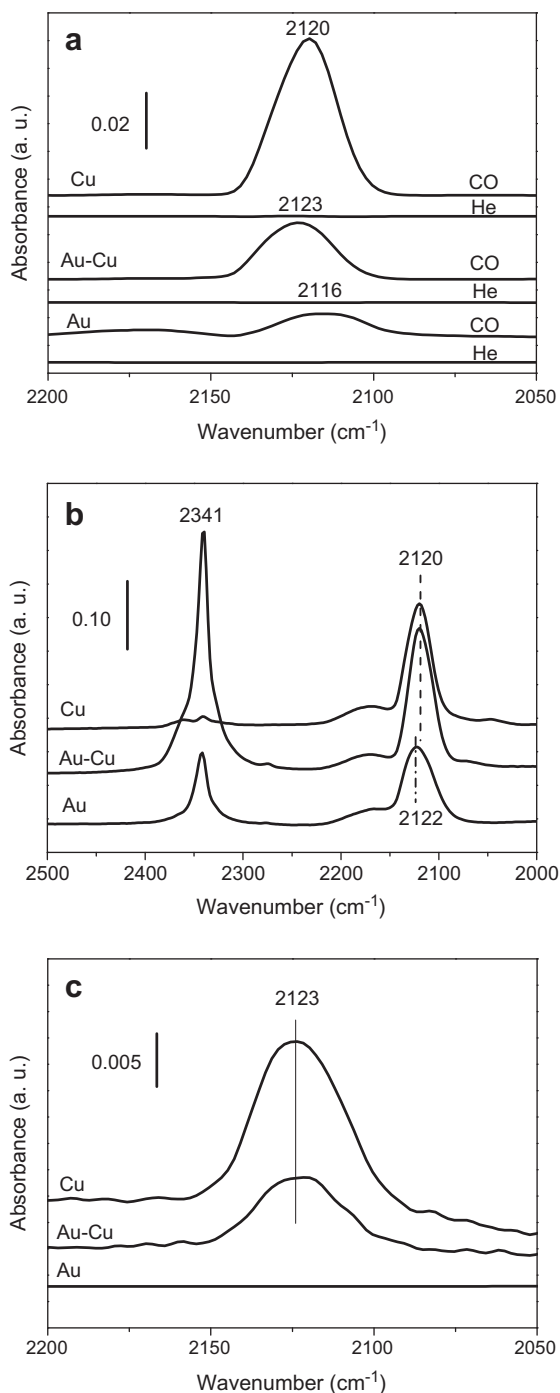 a
2120
0.02
Cu
CO
He
2123
Au-Cu
CO
He
2116
Au
CO
He
Absorbance (a. u.)
2200 2150 2100 2050
Wavenumber (cm-1)
b
2341
2120
0.10
Cu
Au-Cu
Au
2122
Absorbance (a. u.)
2500 2400 2300 2200 2100 2000
Wavenumber (cm-1)
c
2123
0.005
Cu
Au-Cu
Au
Absorbance (a. u.)
2200 2150 2100 2050
Wavenumber (cm-1)